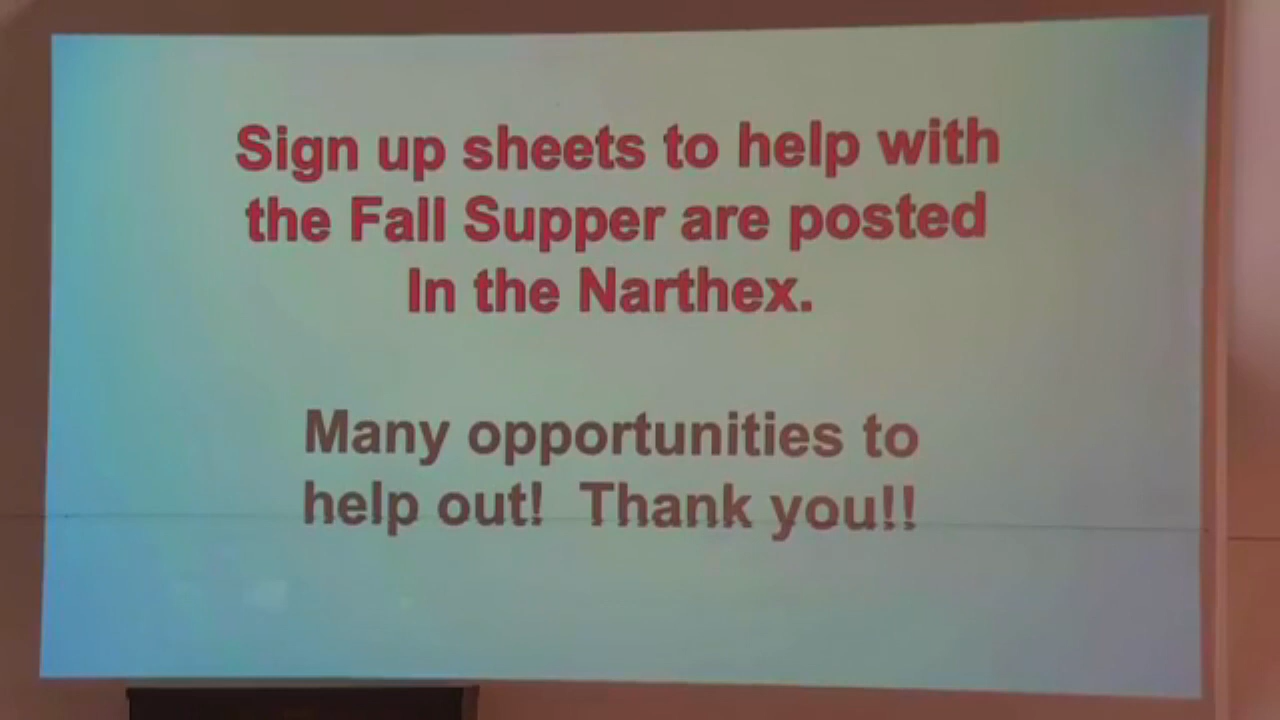 Sign up sheets to help with
the Fall Supper are posted
In the Narthex.
Many opportunities to
help out!  Thank you!!